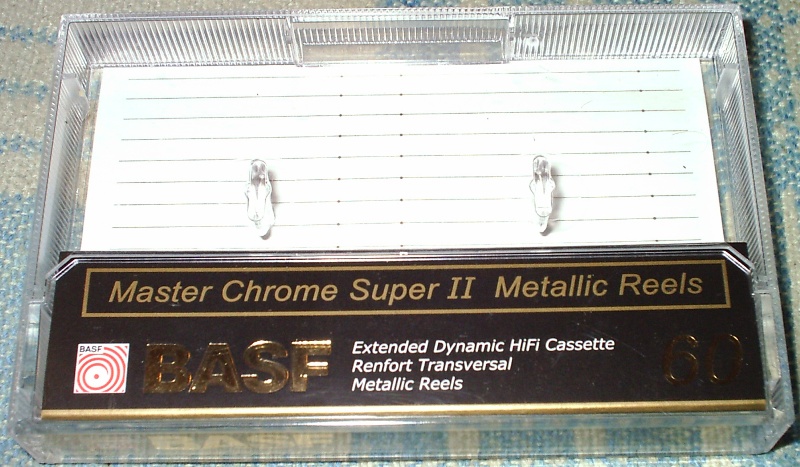 Master Chrome Super II Metallic Reels
BASF
BASF
Extended Dynamic HiFi Cassette
Renfort Transversal
Metallic Reels
60